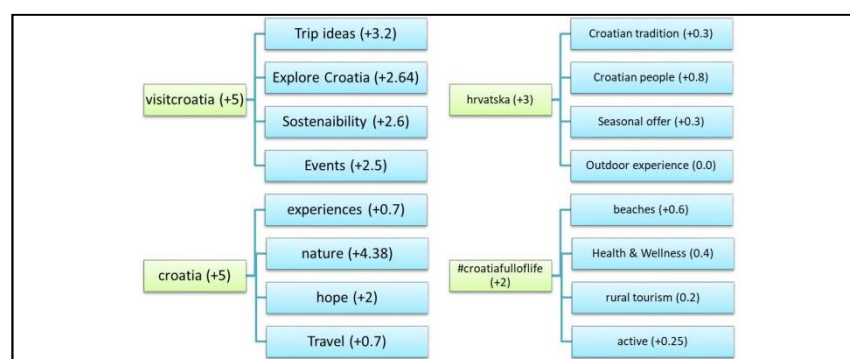 visitcroatia (+5)
Trip ideas (+3.2)
Explore Croatia (+2.64)
Sostenaibility (+2.6)
Events (+2.5)
croatia (+5)
experiences (+0.7)
nature (+4.38)
hope (+2)
Travel (+0.7)
hrvatska (+3)
Croatian tradition (+0.3)
Croatian people (+0.8)
Seasonal offer (+0.3)
Outdoor experience (0.0)
#croatiafulloflife
(+2)
beaches (+0.6)
Health & Wellness (0.4)
rural tourism (0.2)
active (+0.25)